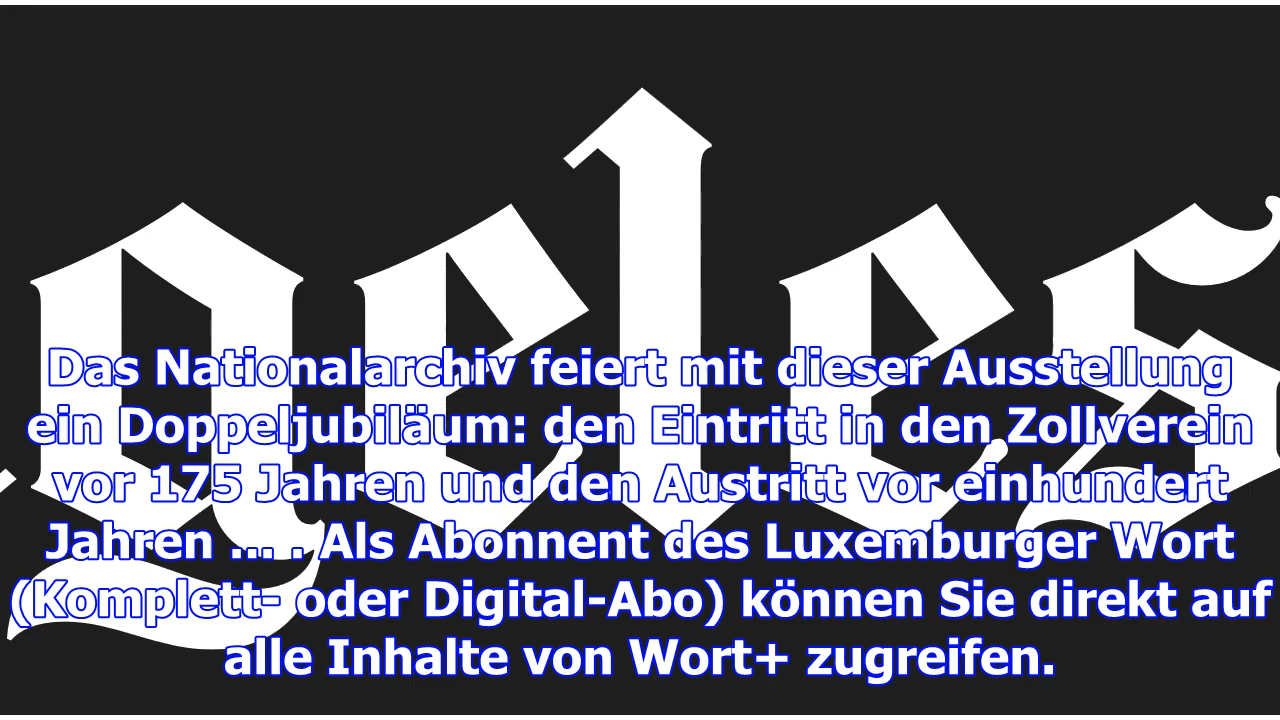 geles
Das Nationalarchiv feiert mit dieser Ausstellung
ein Doppeljubiläum: den Eintritt in den Zollverein
vor 175 Jahren und den Austritt vor einhundert
Jahren ... . Als Abonnent des Luxemburger Wort
(Komplett- oder Digital-Abo) können Sie direkt auf
alle Inhalte von Wort+ zugreifen.